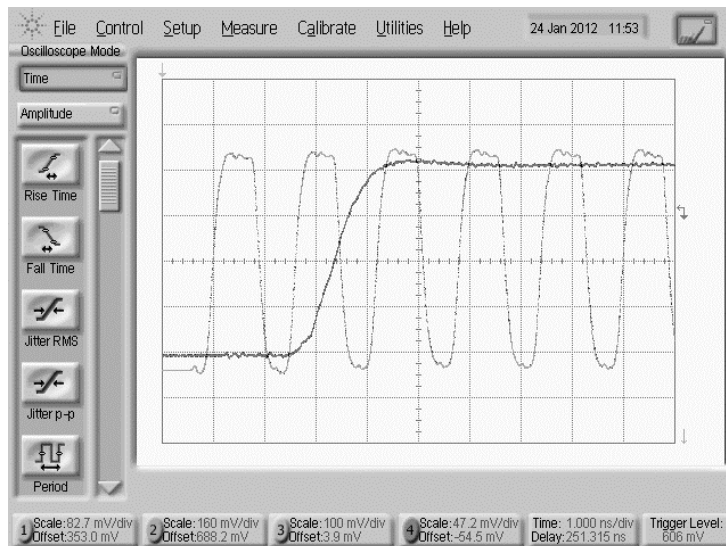 File Control Setup Measure Calibrate Utilities Help 24 Jan 2012 11:53
Oscilloscope Mode
Time
Amplitude
Rise Time
Fall Time
Jitter RMS
Jitter p-p
Period
1 Scale:82.7 mV/div 2 Scale:160 mV/div 3 Scale:100 mV/div 4 Scale:47.2 mV/div Time: 1.000 ns/div Trigger Level:
Offset:353.0 mV Offset:688.2 mV Offset:3.9 mV Offset:-54.5 mV Delay:251.315 ns 606 mV